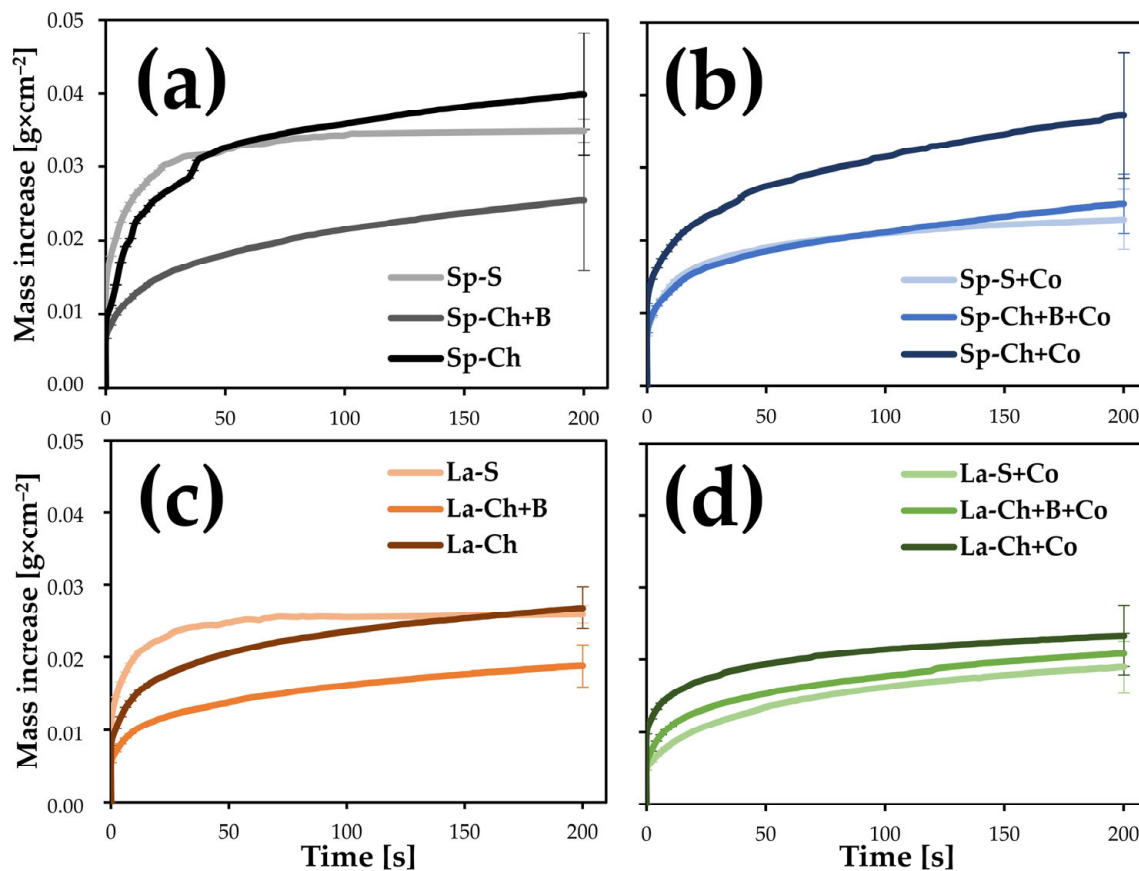 0.05
0.04
0.03
0.02
0.01
0.00
Mass increase [g×cm⁻²]
(a)
Sp-S
Sp-Ch+B
Sp-Ch
0 50 100 150 200
(b)
Sp-S+Co
Sp-Ch+B+Co
Sp-Ch+Co
0 50 100 150 200
0.05
0.04
0.03
0.02
0.01
0.00
Mass increase [g×cm⁻²]
(c)
La-S
La-Ch+B
La-Ch
0 50 100 150 200
Time [s]
(d)
La-S+Co
La-Ch+B+Co
La-Ch+Co
0 50 100 150 200
Time [s]